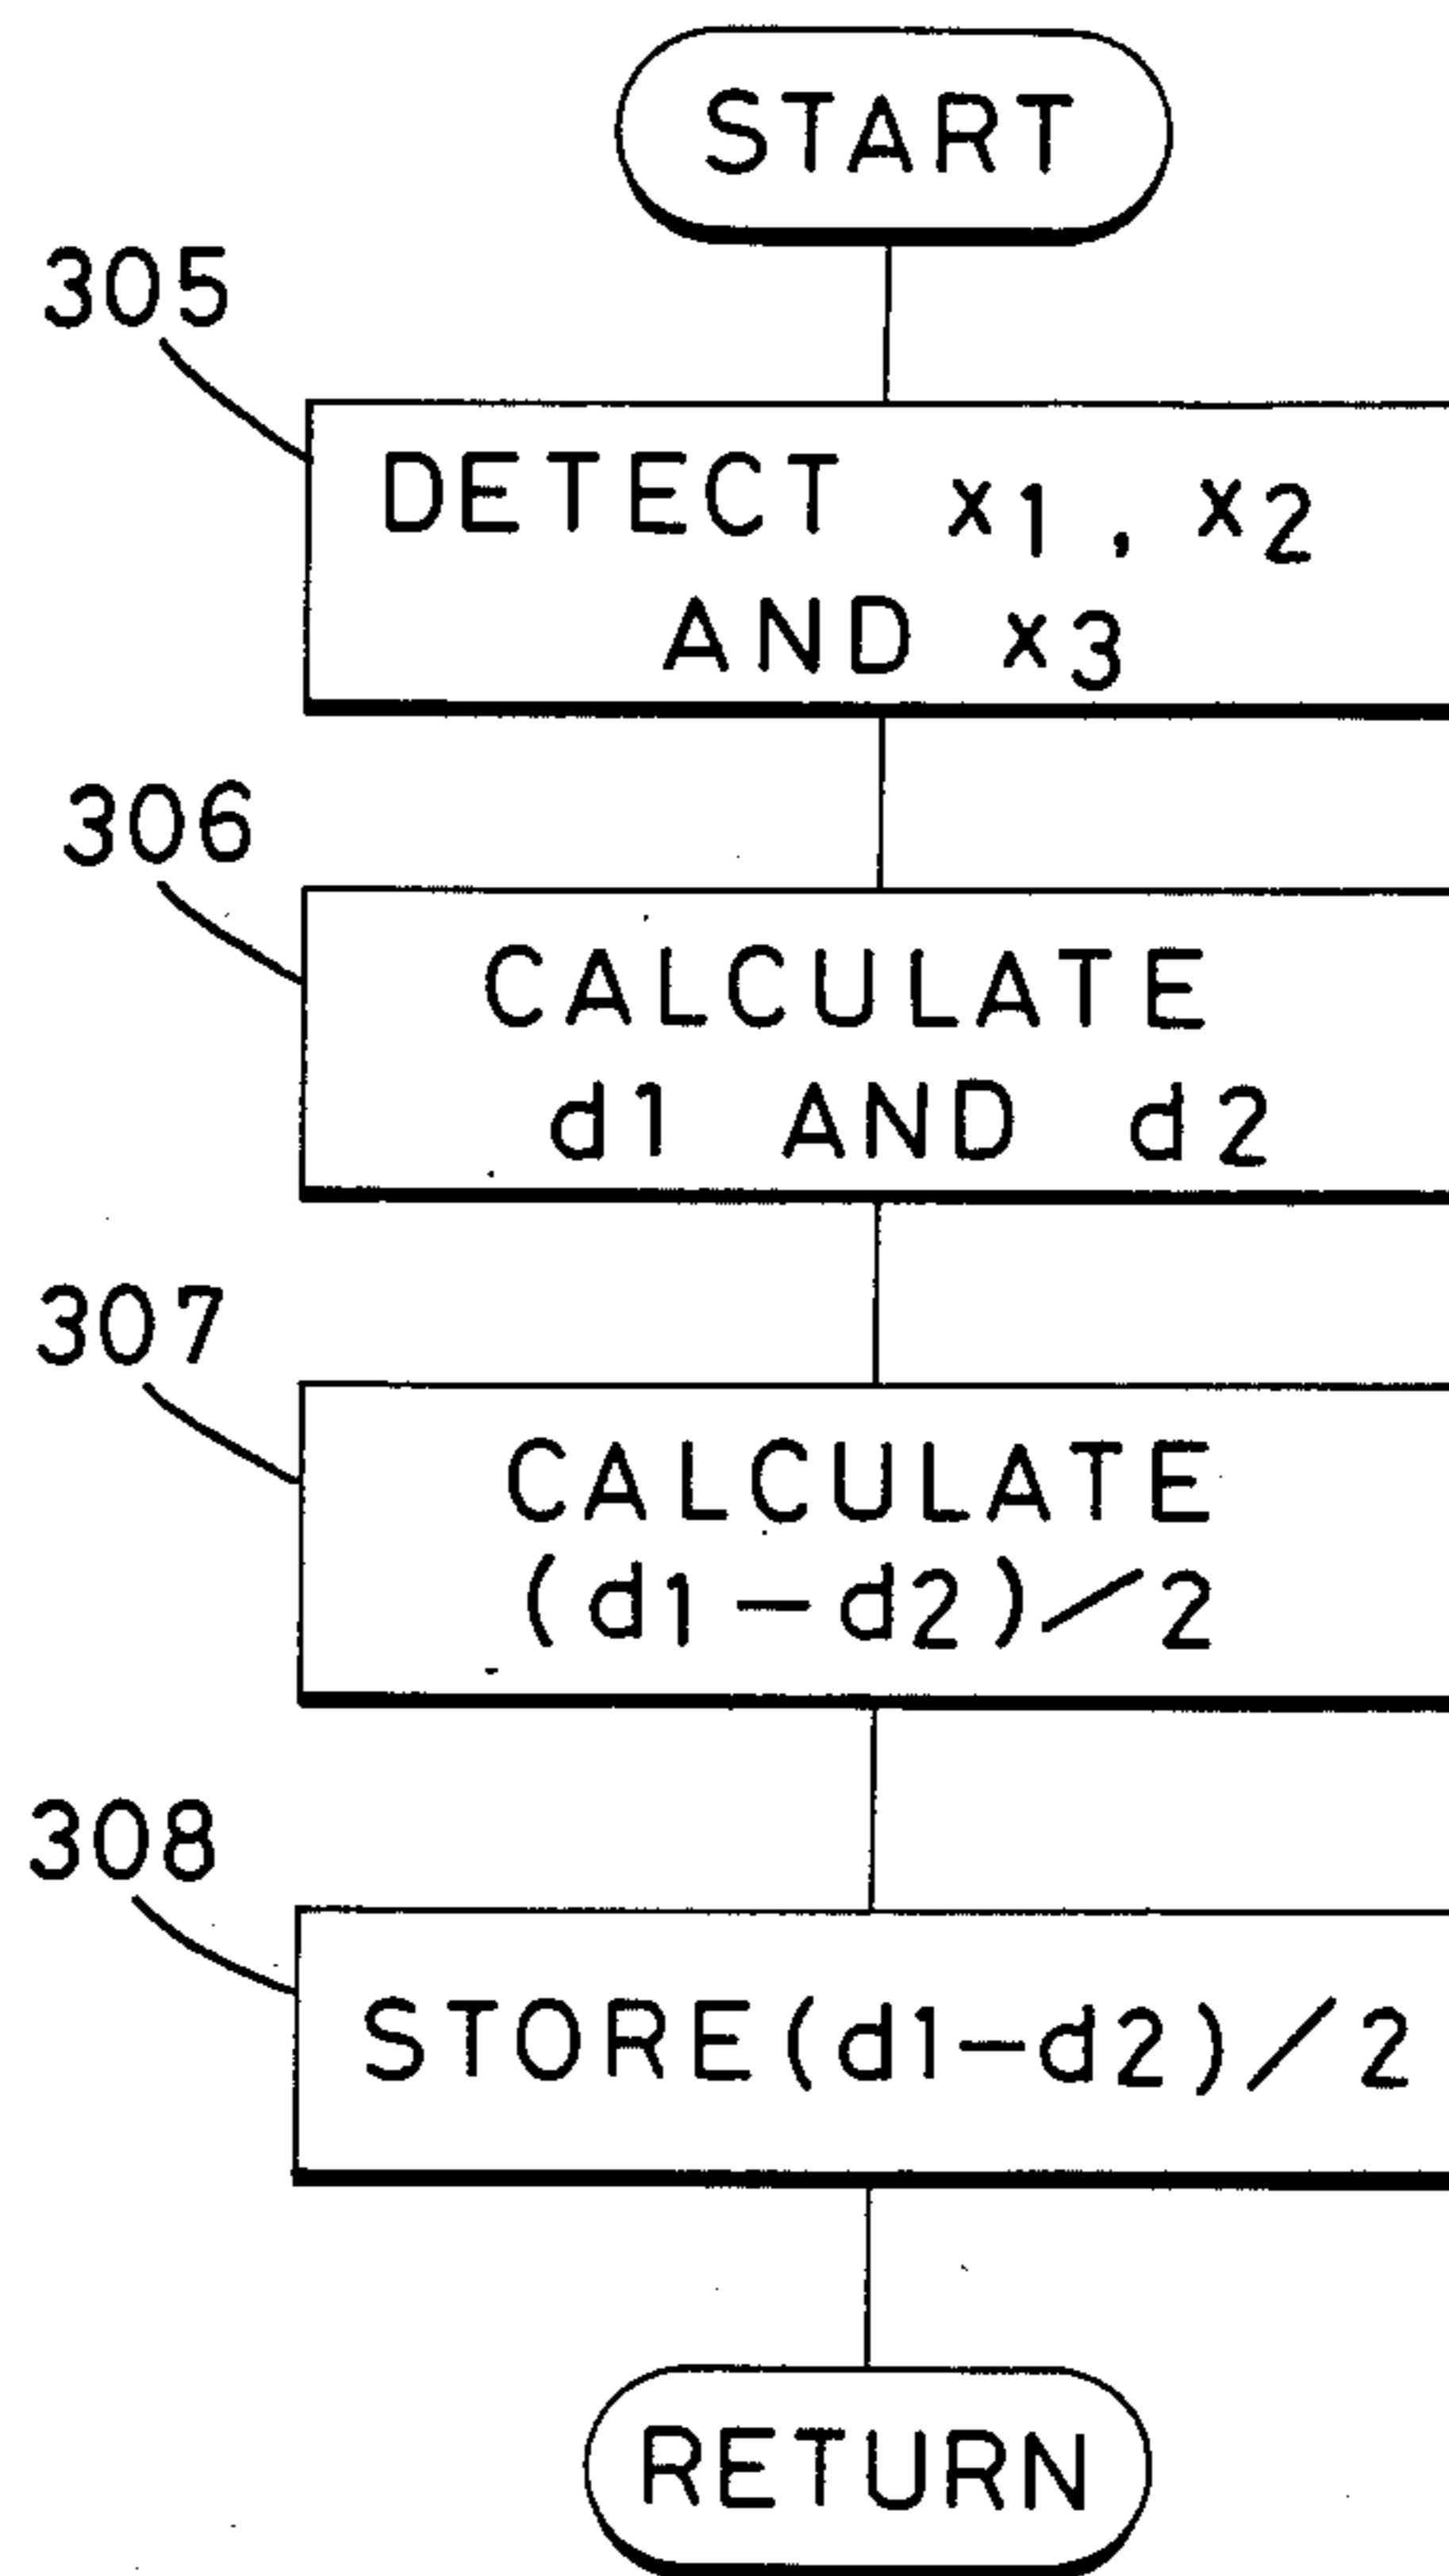 START
305
DETECT x1, x2
AND x3
306
CALCULATE
d1 AND d2
307
CALCULATE
(d1-d2)/2
308
STORE(d1-d2)/2
RETURN